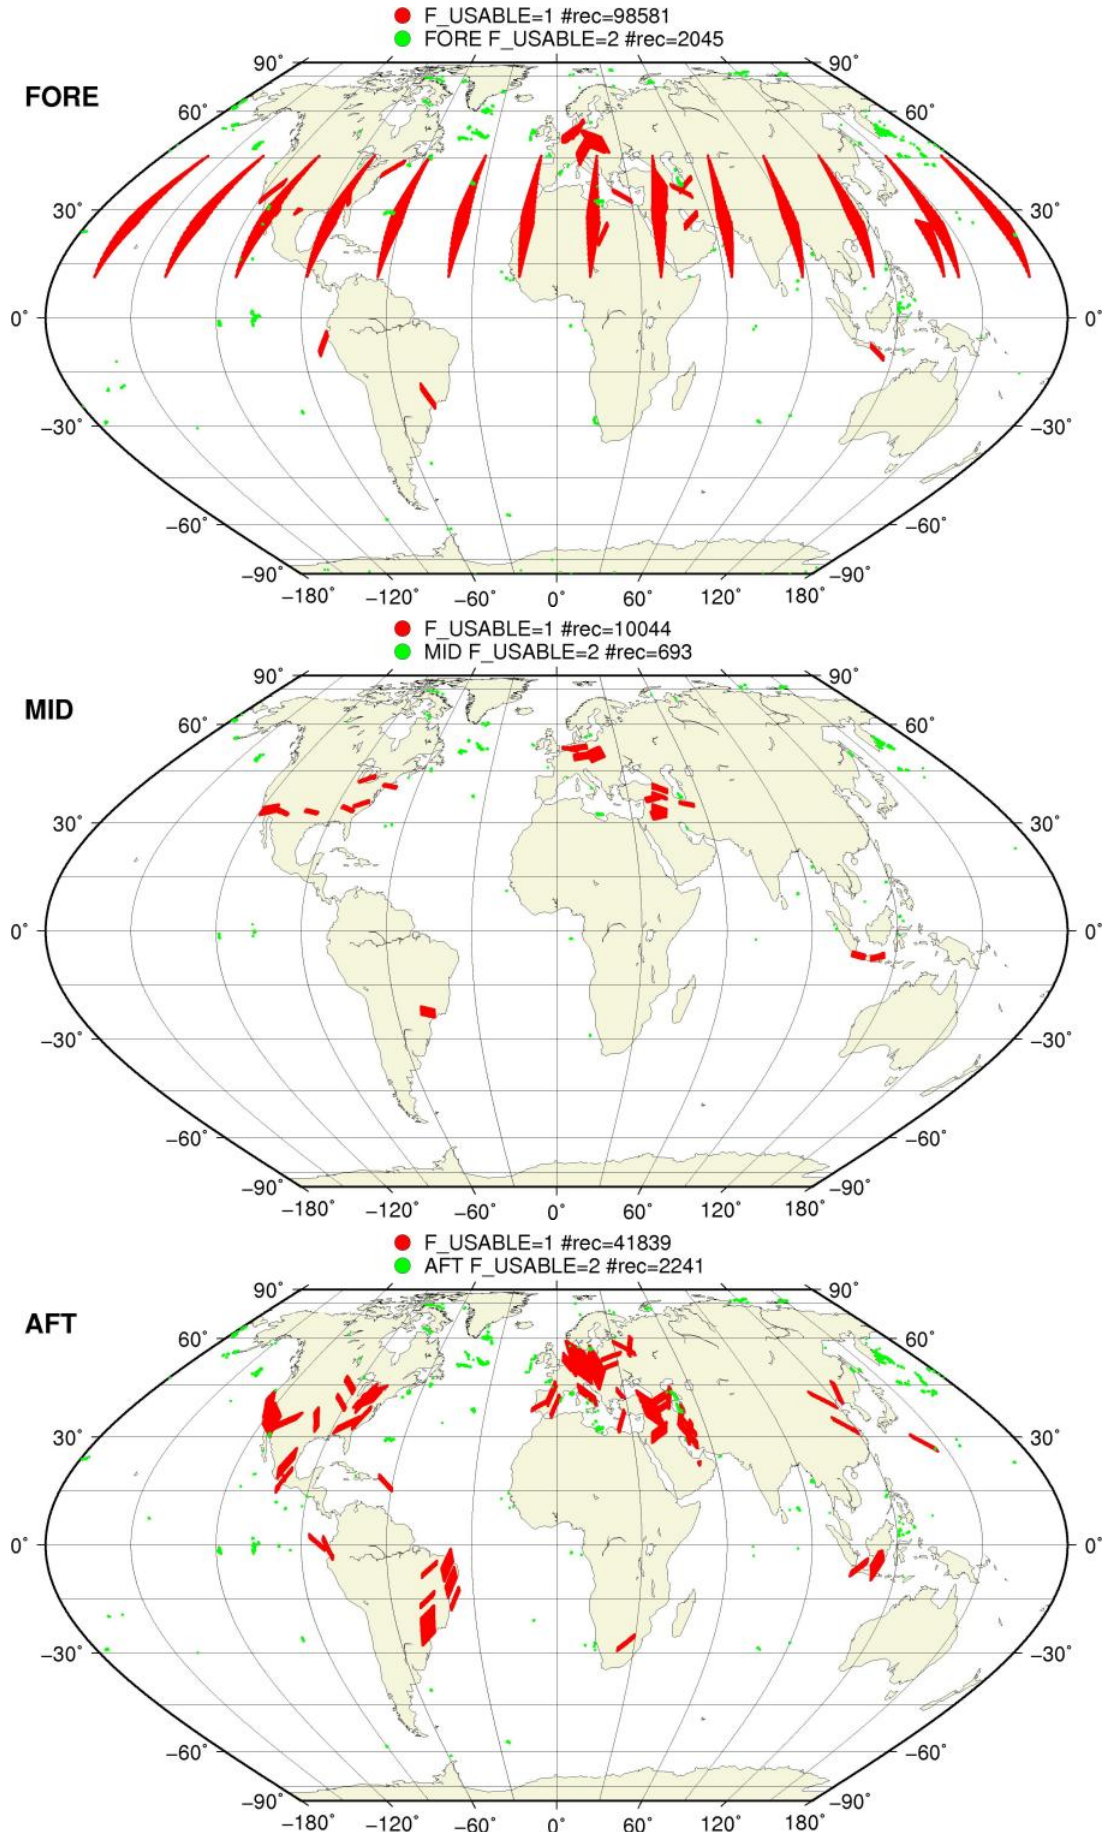 F_USABLE=1 #rec=98581
FORE F_USABLE=2 #rec=2045
FORE
90° 90°
60° 60°
30° 30°
0° 0°
−30° −30°
−60° −60°
−90° −90°
−180° −120° −60° 0° 60° 120° 180°
F_USABLE=1 #rec=10044
MID F_USABLE=2 #rec=693
MID
90° 90°
60° 60°
30° 30°
0° 0°
−30° −30°
−60° −60°
−90° −90°
−180° −120° −60° 0° 60° 120° 180°
F_USABLE=1 #rec=41839
AFT F_USABLE=2 #rec=2241
AFT
90° 90°
60° 60°
30° 30°
0° 0°
−30° −30°
−60° −60°
−90° −90°
−180° −120° −60° 0° 60° 120° 180°